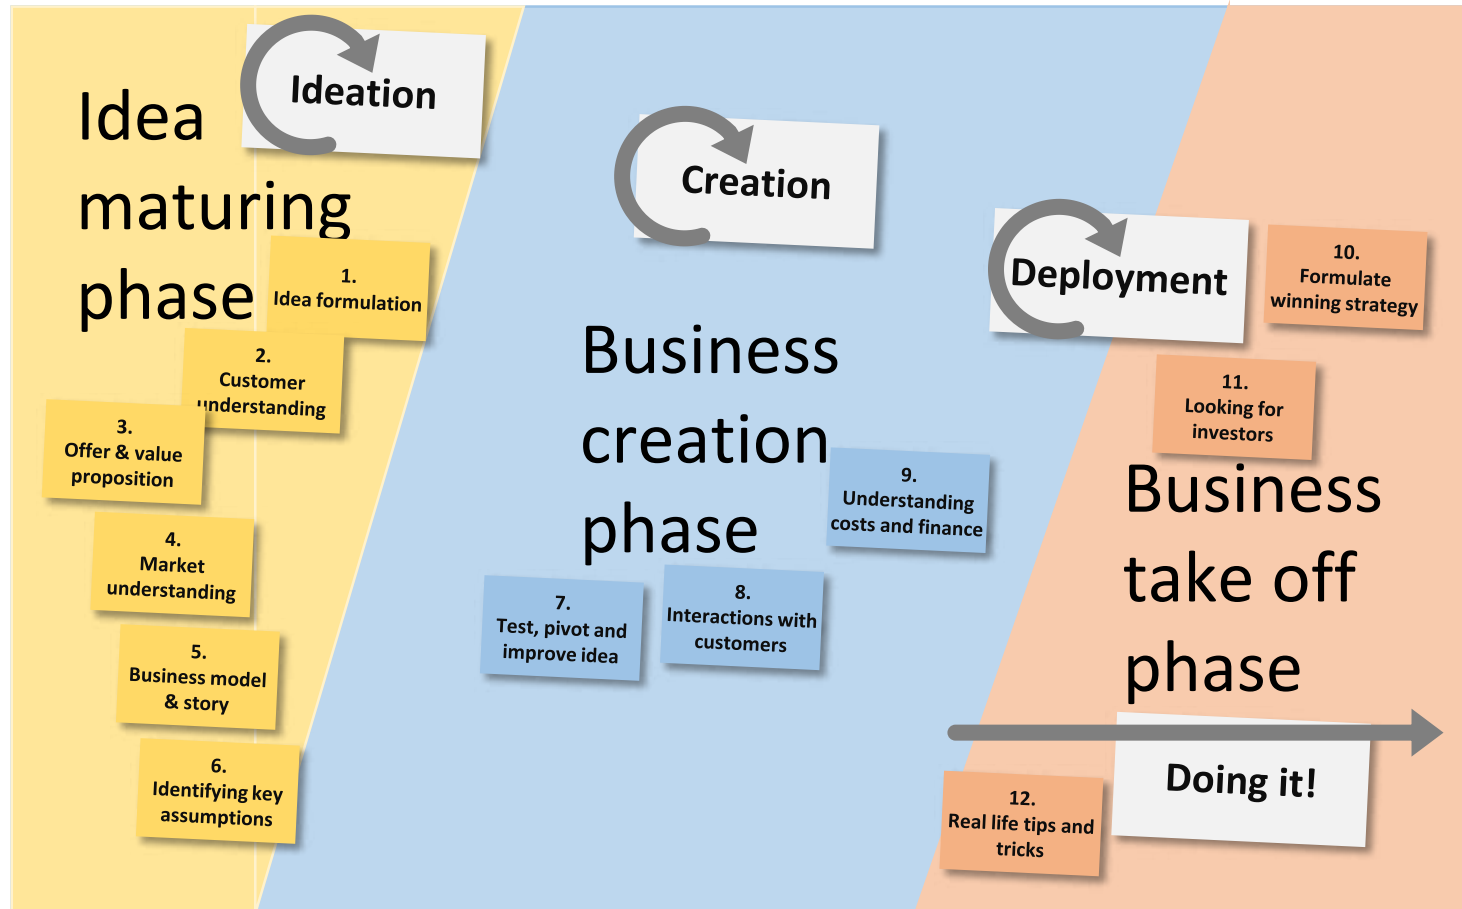 Idea
maturing
phase
Ideation
1.
Idea formulation
2.
Customer
understanding
3.
Offer & value
proposition
4.
Market
understanding
5.
Business model
& story
6.
Identifying key
assumptions
Creation
Business
creation
phase
7.
Test, pivot and
improve idea
8.
Interactions with
customers
9.
Understanding
costs and finance
Deployment
10.
Formulate
winning strategy
11.
Looking for
investors
Business
take off
phase
Doing it!
12.
Real life tips and
tricks